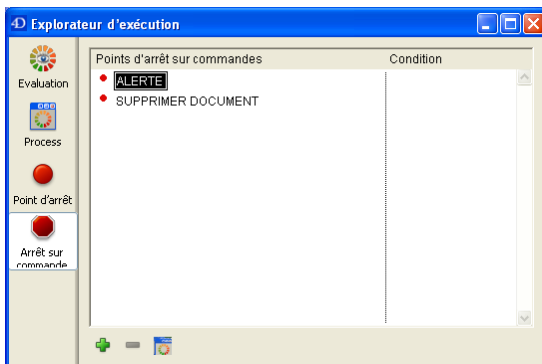 4D Explorateur d'exécution
Points d'arrêt sur commandes
Condition
Evaluation
ALERTE
SUPPRIMER DOCUMENT
Process
Point d'arrêt
Arrêt sur
commande